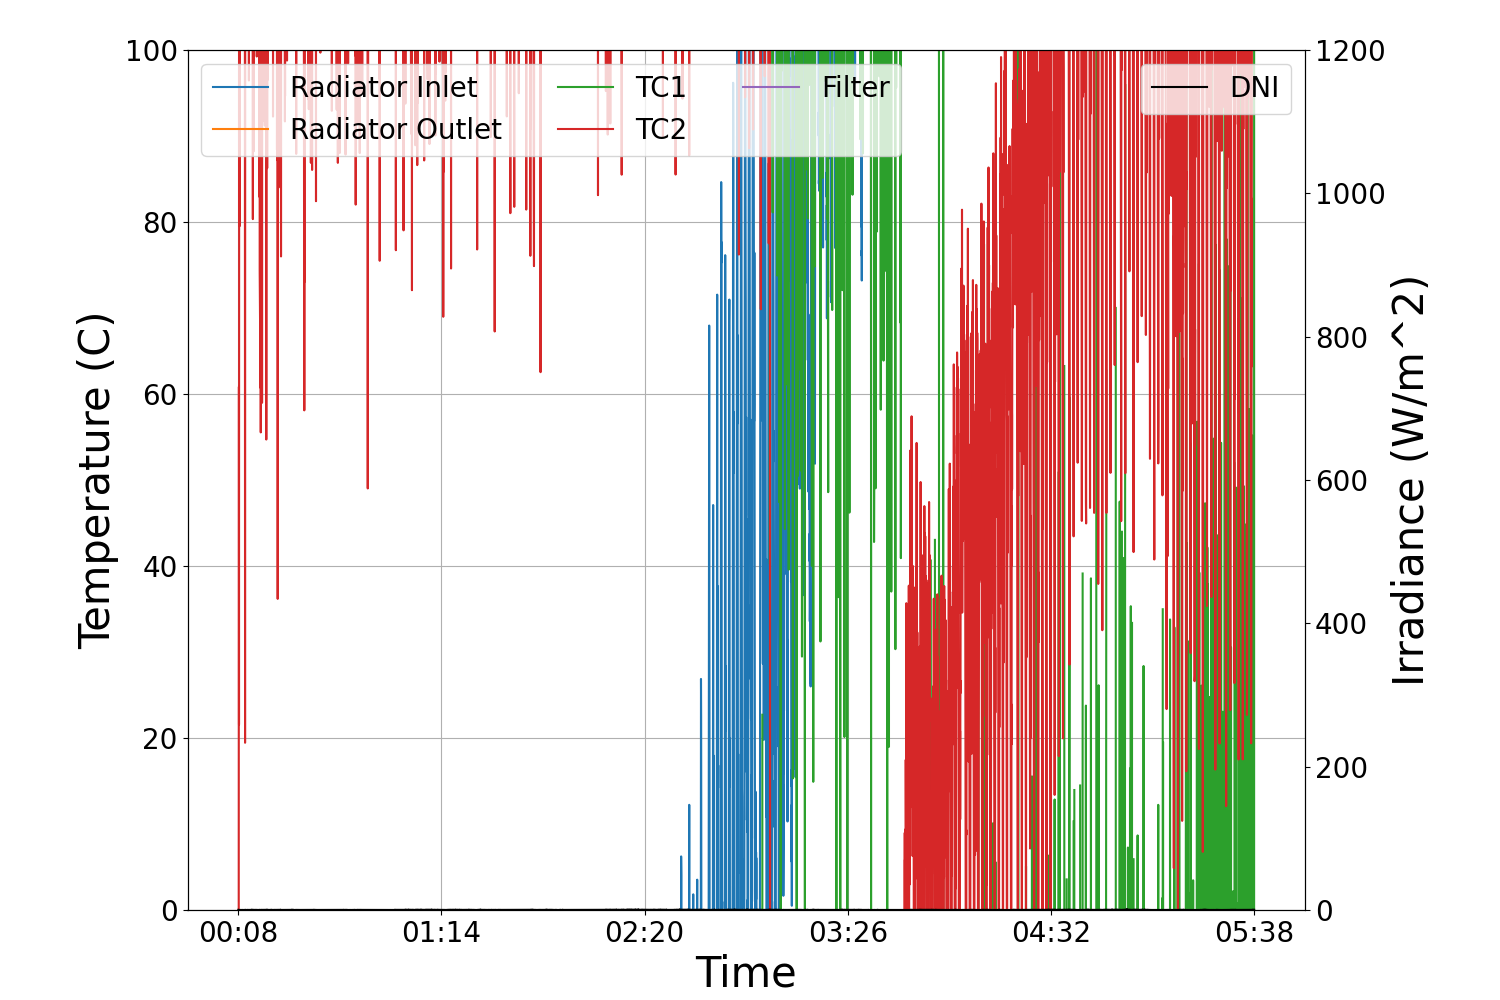 Radiator Inlet
Radiator Outlet
TC1
TC2
Filter
DNI
Temperature (C)
100
80
60
40
20
0
Irradiance (W/m^2)
1200
1000
800
600
400
200
0
00:08 01:14 02:20 03:26 04:32 05:38
Time